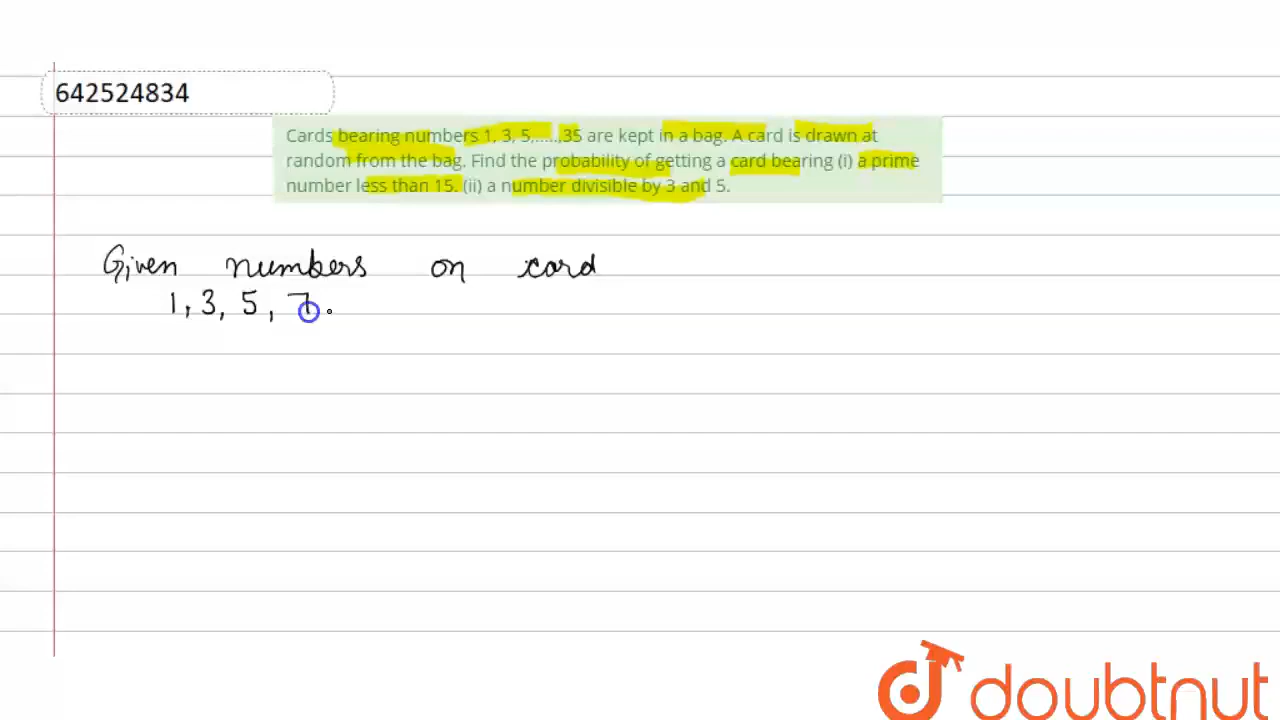 642524834
Cards bearing numbers 1, 3, 5,.....,35 are kept in a bag. A card is drawn at
random from the bag. Find the probability of getting a card bearing (i) a prime
number less than 15. (ii) a number divisible by 3 and 5.
Given numbers on card
1, 3, 5, 7.
doubtnut